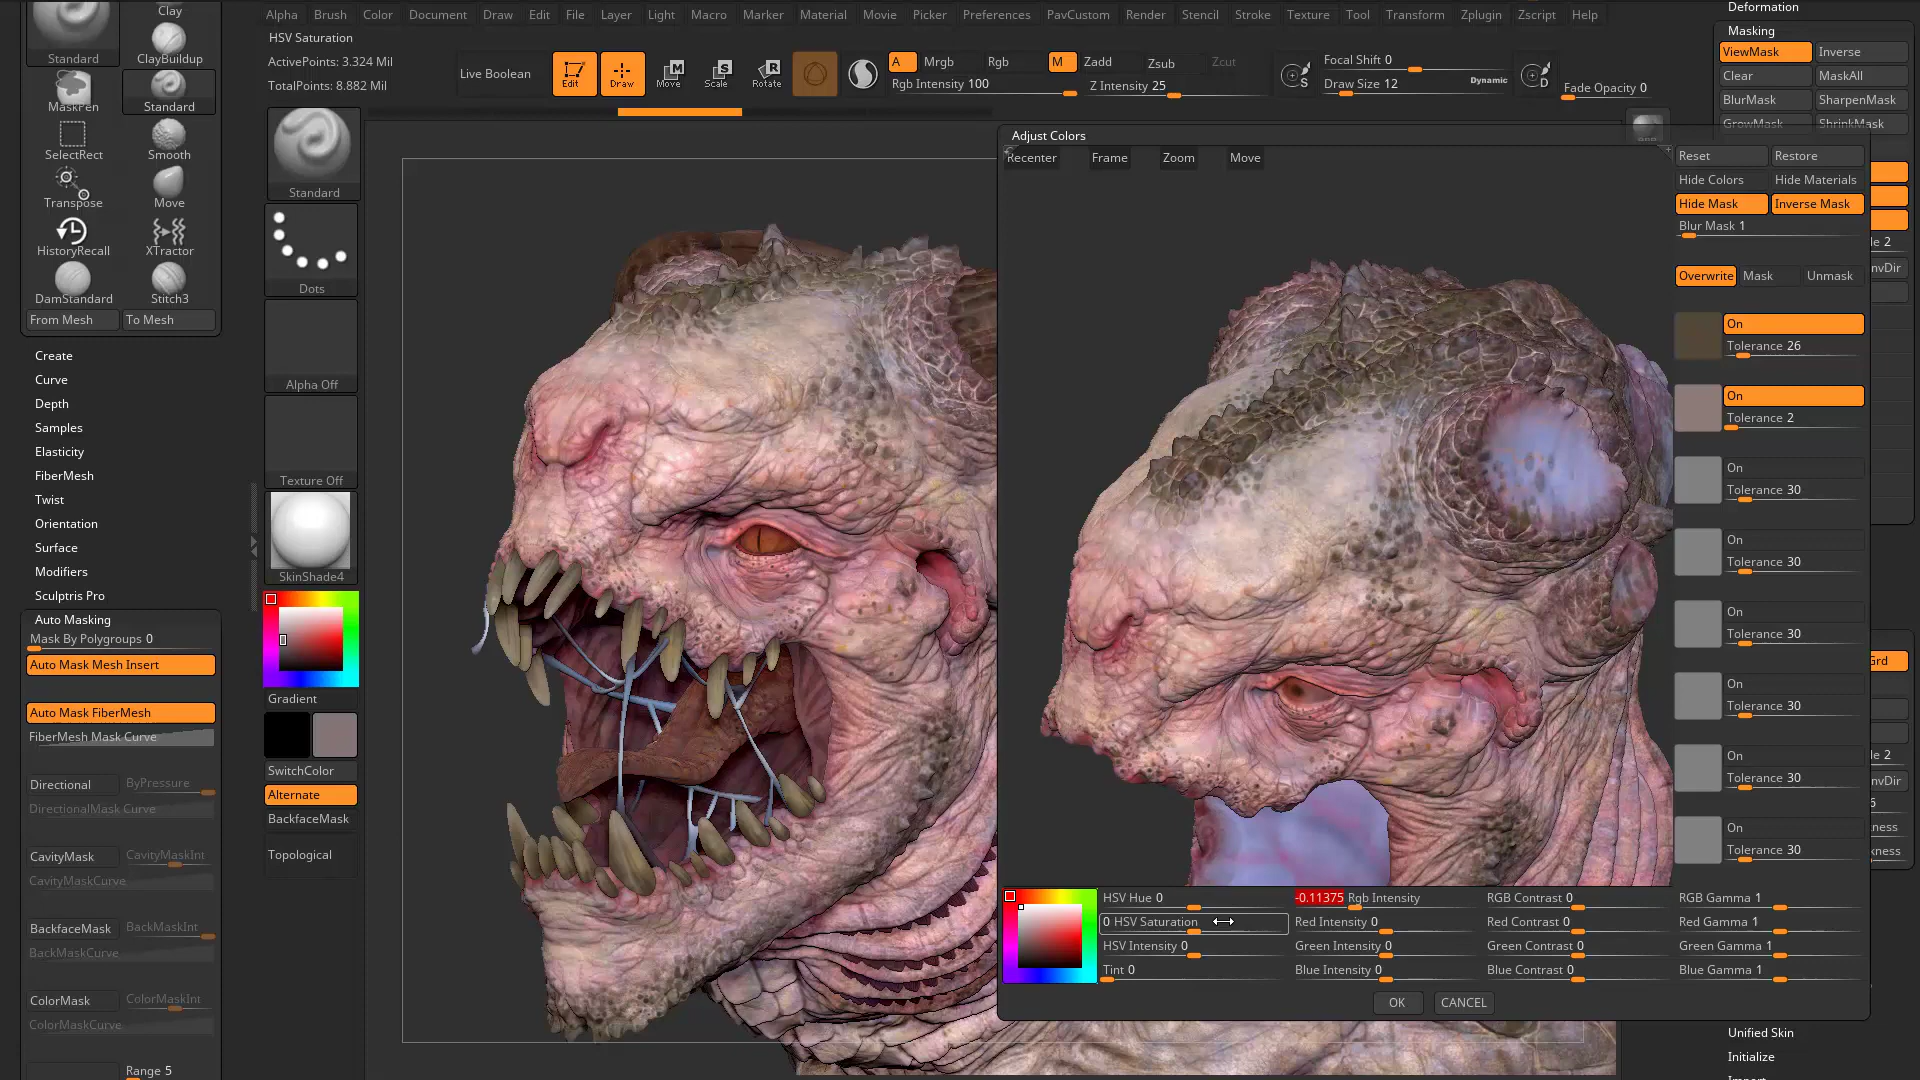 Alpha Brush Color Document Draw Edit File Layer Light Macro Marker Material Movie Picker Preferences PavCustom Render Stencil Stroke Texture Tool Transform Zplugin Zscript Help
HSV Saturation
ActivePoints: 3.324 Mil
TotalPoints: 8.882 Mil
Live Boolean
Edit
Draw
Move
Scale
Rotate
A Mrgb Rgb M Zadd Zsub Zcut
Rgb Intensity 100
Z Intensity 25
S
Focal Shift 0
Draw Size 12
Dynamic
D
Fade Opacity 0
Clay
Standard
ClayBuildup
MaskPen
Standard
SelectRect
Smooth
Transpose
Move
HistoryRecall
XTractor
DamStandard
Stitch3
From Mesh
To Mesh
Create
Curve
Depth
Samples
Elasticity
FiberMesh
Twist
Orientation
Surface
Modifiers
Sculptris Pro
Auto Masking
Mask By Polygroups 0
Auto Mask Mesh Insert
Auto Mask FiberMesh
FiberMesh Mask Curve
Directional
ByPressure
DirectionalMask Curve
CavityMask
CavityMaskInt
CavityMaskCurve
BackfaceMask
BackMaskInt
BackMaskCurve
ColorMask
ColorMaskInt
ColorMaskCurve
Range 5
Standard
Dots
Alpha Off
Texture Off
SkinShade4
Gradient
SwitchColor
Alternate
BackfaceMask
Topological
Adjust Colors
Recenter
Frame
Zoom
Move
Reset
Restore
Hide Colors
Hide Materials
Hide Mask
Inverse Mask
Blur Mask 1
Overwrite
Mask
Unmask
On
Tolerance 26
On
Tolerance 2
On
Tolerance 30
On
Tolerance 30
On
Tolerance 30
On
Tolerance 30
On
Tolerance 30
On
Tolerance 30
HSV Hue 0
-0.11375 Rgb Intensity
RGB Contrast 0
RGB Gamma 1
0 HSV Saturation
Red Intensity 0
Red Contrast 0
Red Gamma 1
HSV Intensity 0
Green Intensity 0
Green Contrast 0
Green Gamma 1
Tint 0
Blue Intensity 0
Blue Contrast 0
Blue Gamma 1
OK
CANCEL
Deformation
Masking
ViewMask
Inverse
Clear
MaskAll
BlurMask
SharpenMask
GrowMask
ShrinkMask
le 2
nvDir
Grd
le 2
nvDir
ness
kness
Unified Skin
Initialize